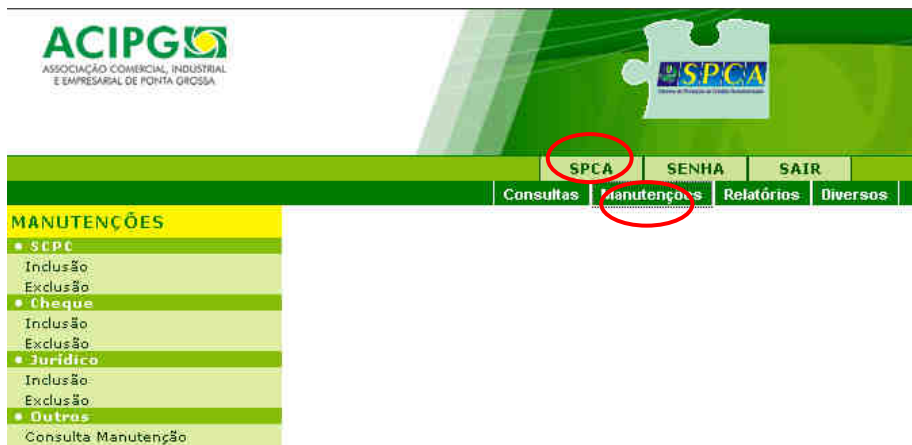 ACIPG
ASSOCIAÇÃO COMERCIAL, INDUSTRIAL
E EMPRESARIAL DE PONTA GROSSA
SPCA
SPCA SENHA SAIR
Consultas Manutenções Relatórios Diversos
MANUTENÇÕES
SCPC
Inclusão
Exclusão
Cheque
Inclusão
Exclusão
Jurídico
Inclusão
Exclusão
Outros
Consulta Manutenção